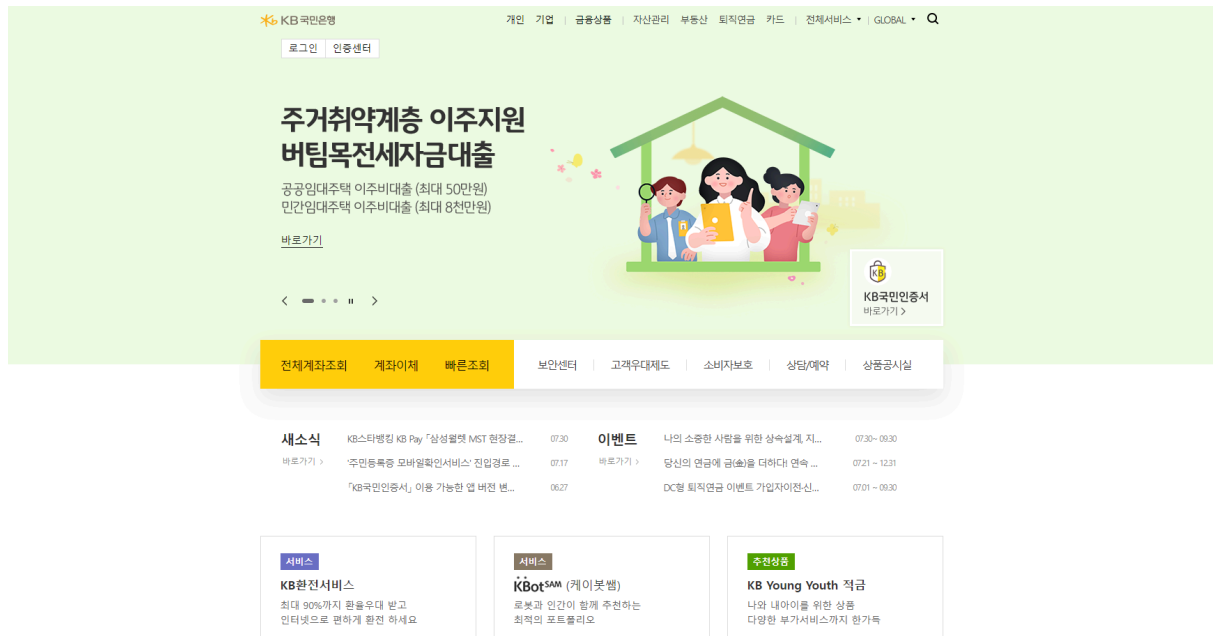 KB국민은행
개인 기업 금융상품 자산관리 부동산 퇴직연금 카드 전체서비스 GLOBAL
로그인 인증센터
주거취약계층 이주지원
버팀목전세자금대출
공공임대주택 이주비대출 (최대 50만원)
민간임대주택 이주비대출 (최대 8천만원)
바로가기
KB
KB국민인증서
바로가기
전체계좌조회 계좌이체 빠른조회 보안센터 고객우대제도 소비자보호 상담/예약 상품공시실
새소식
바로가기
KB스타뱅킹 KB Pay 「삼성월렛 MST 현장결... 07.30
'주민등록증 모바일확인서비스' 진입경로 ... 07.17
「KB국민인증서」 이용 가능한 앱 버전 변... 06.27
이벤트
바로가기
나의 소중한 사람을 위한 상속설계, 지... 07.30~ 09.30
당신의 연금에 금(金)을 더하다! 연속 ... 07.21 ~ 12.31
DC형 퇴직연금 이벤트 가입자이전·신... 07.01 ~ 09.30
서비스
KB환전서비스
최대 90%까지 환율우대 받고
인터넷으로 편하게 환전 하세요
서비스
KBot SAM (케이봇쌤)
로봇과 인간이 함께 추천하는
최적의 포트폴리오
추천상품
KB Young Youth 적금
나와 내아이를 위한 상품
다양한 부가서비스까지 한가득